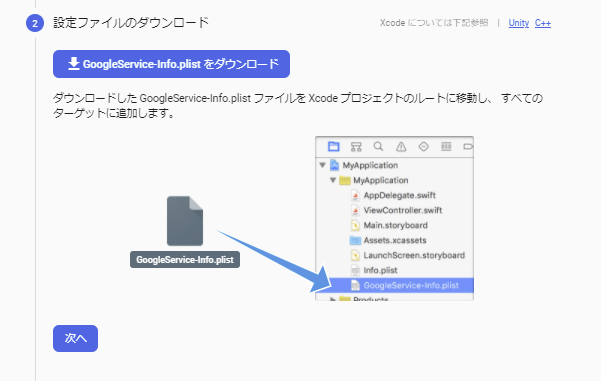 2 設定ファイルのダウンロード Xcode については下記参照 | Unity C++
GoogleService-Info.plist をダウンロード
ダウンロードした GoogleService-Info.plist ファイルを Xcode プロジェクトのルートに移動し、 すべての
ターゲットに追加します。
MyApplication
MyApplication
AppDelegate.swift
ViewController.swift
Main.storyboard
Assets.xcassets
LaunchScreen.storyboard
Info.plist
GoogleService-Info.plist
GoogleService-Info.plist
Products
次へ